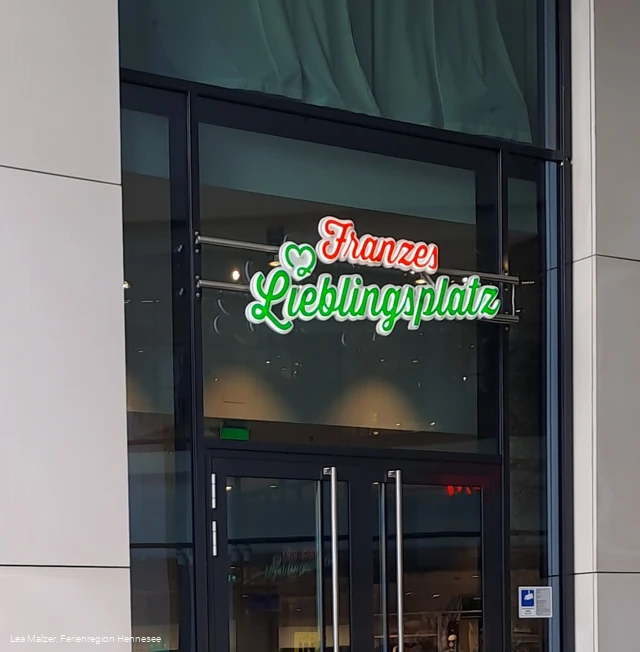 Franzes
Lieblingsplatz
Lea Malzer, Ferienregion Hennesee